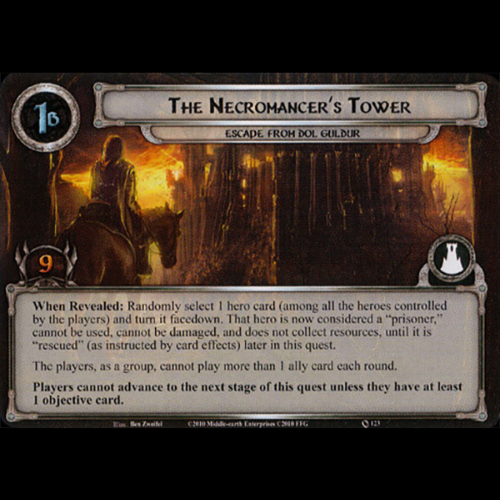 1B
THE NECROMANCER'S TOWER
ESCAPE FROM DOL GULDUR
9
When Revealed: Randomly select 1 hero card (among all the heroes controlled
by the players) and turn it facedown. That hero is now considered a “prisoner,”
cannot be used, cannot be damaged, and does not collect resources, until it is
“rescued” (as instructed by card effects) later in this quest.
The players, as a group, cannot play more than 1 ally card each round.
Players cannot advance to the next stage of this quest unless they have at least
1 objective card.
Illus. Ben Zweifel ©2010 Middle-earth Enterprises ©2010 FFG 123